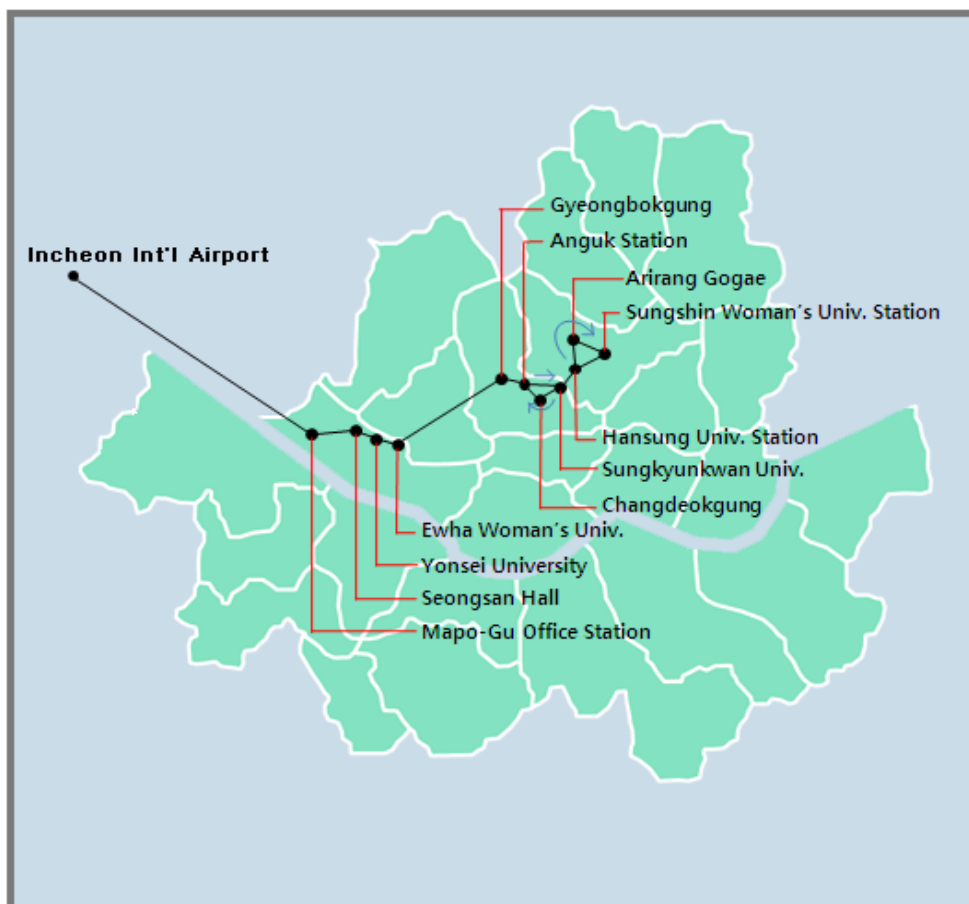 Gyeongbokgung
Anguk Station
Incheon Int'l Airport
Arirang Gogae
Sungshin Woman's Univ. Station
Hansung Univ. Station
Sungkyunkwan Univ.
Changdeokgung
Ewha Woman's Univ.
Yonsei University
Seongsan Hall
Mapo-Gu Office Station